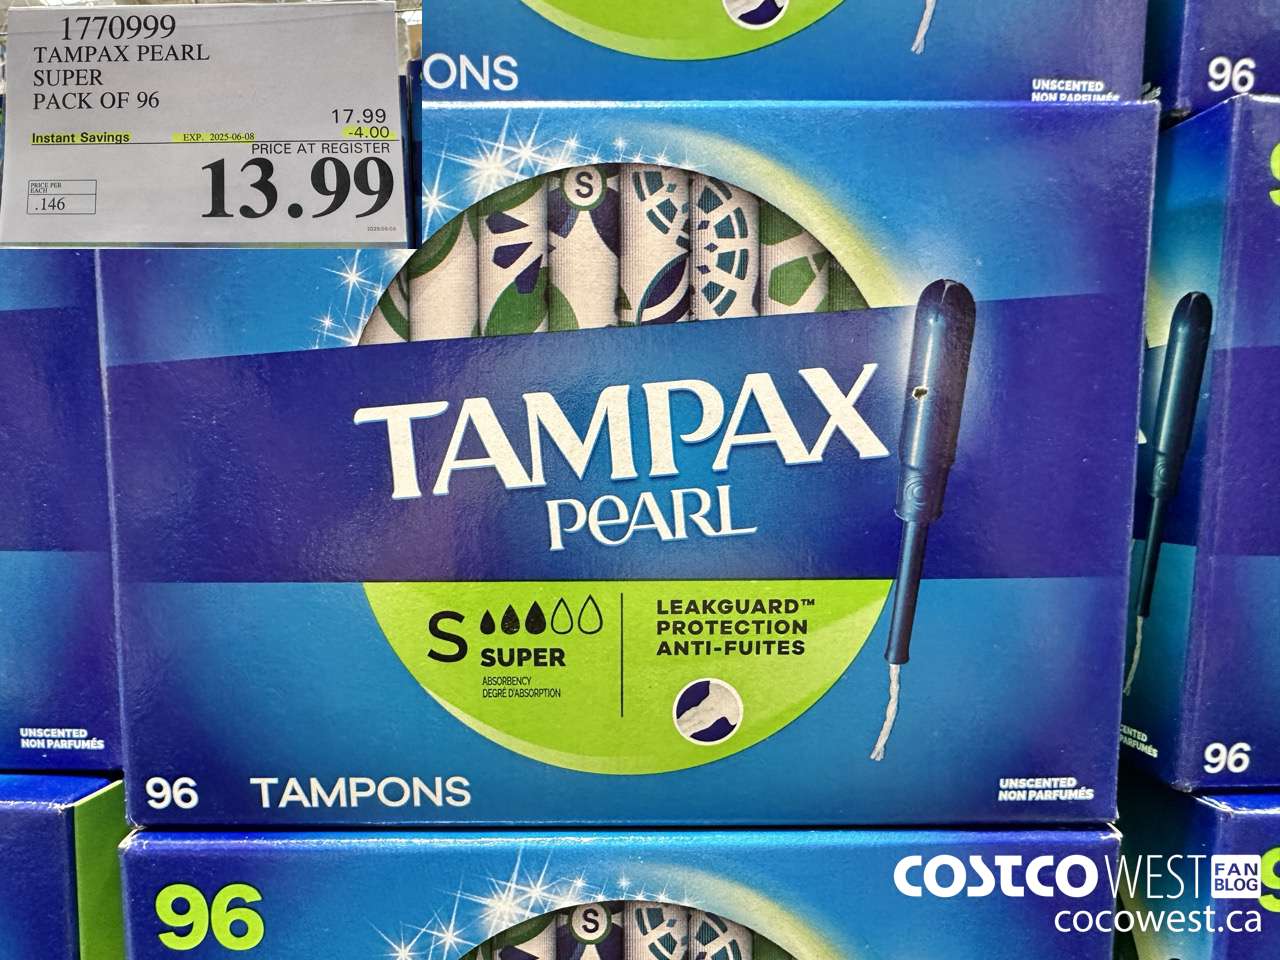 1770999
TAMPAX PEARL
SUPER
PACK OF 96
17.99
Instant Savings EXP. 2025-06-08 -4.00
PRICE AT REGISTER
PRICE PER
EACH
.146
13.99
ONS
UNSCENTED
NON PARFUMÉS
96
S
TAMPAX
PEARL
S SUPER
ABSORBENCY
DEGRÉ D'ABSORPTION
LEAKGUARD™
PROTECTION
ANTI-FUITES
UNSCENTED
NON PARFUMÉS
96 TAMPONS
UNSCENTED
NON PARFUMÉS
96
96
S
COSTCO WEST FAN BLOG
cocowest.ca